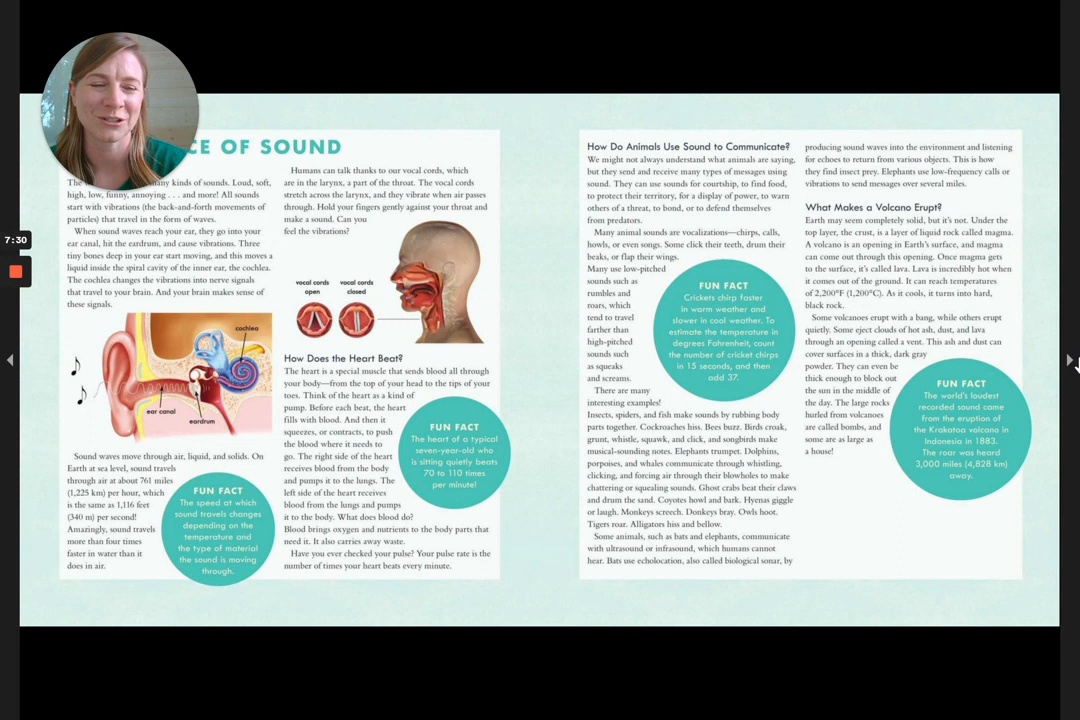 CE OF SOUND
The
any kinds of sounds. Loud, soft,
high, low, funny, annoying . . . and more! All sounds
start with vibrations (the back-and-forth movements of
particles) that travel in the form of waves.
When sound waves reach your ear, they go into your
ear canal, hit the eardrum, and cause vibrations. Three
tiny bones deep in your ear start moving, and this moves a
liquid inside the spiral cavity of the inner ear, the cochlea.
The cochlea changes the vibrations into nerve signals
that travel to your brain. And your brain makes sense of
these signals.
cochlea
ear canal
eardrum
Sound waves move through air, liquid, and solids. On
Earth at sea level, sound travels
through air at about 761 miles
(1,225 km) per hour, which
is the same as 1,116 feet
(340 m) per second!
Amazingly, sound travels
more than four times
faster in water than it
does in air.
FUN FACT
The speed at which
sound travels changes
depending on the
temperature and
the type of material
the sound is moving
through.
Humans can talk thanks to our vocal cords, which
are in the larynx, a part of the throat. The vocal cords
stretch across the larynx, and they vibrate when air passes
through. Hold your fingers gently against your throat and
make a sound. Can you
feel the vibrations?
vocal cords
open
vocal cords
closed
How Does the Heart Beat?
The heart is a special muscle that sends blood all through
your body—from the top of your head to the tips of your
toes. Think of the heart as a kind of
pump. Before each beat, the heart
fills with blood. And then it
squeezes, or contracts, to push
the blood where it needs to
go. The right side of the heart
receives blood from the body
and pumps it to the lungs. The
left side of the heart receives
blood from the lungs and pumps
it to the body. What does blood do?
Blood brings oxygen and nutrients to the body parts that
need it. It also carries away waste.
Have you ever checked your pulse? Your pulse rate is the
number of times your heart beats every minute.
FUN FACT
The heart of a typical
seven-year-old who
is sitting quietly beats
70 to 110 times
per minute!
How Do Animals Use Sound to Communicate?
We might not always understand what animals are saying,
but they send and receive many types of messages using
sound. They can use sounds for courtship, to find food,
to protect their territory, for a display of power, to warn
others of a threat, to bond, or to defend themselves
from predators.
Many animal sounds are vocalizations—chirps, calls,
howls, or even songs. Some click their teeth, drum their
beaks, or flap their wings.
Many use low-pitched
sounds such as
rumbles and
roars, which
tend to travel
farther than
high-pitched
sounds such
as squeaks
and screams.
There are many
interesting examples!
Insects, spiders, and fish make sounds by rubbing body
parts together. Cockroaches hiss. Bees buzz. Birds croak,
grunt, whistle, squawk, and click, and songbirds make
musical-sounding notes. Elephants trumpet. Dolphins,
porpoises, and whales communicate through whistling,
clicking, and forcing air through their blowholes to make
chattering or squealing sounds. Ghost crabs beat their claws
and drum the sand. Coyotes howl and bark. Hyenas giggle
or laugh. Monkeys screech. Donkeys bray. Owls hoot.
Tigers roar. Alligators hiss and bellow.
Some animals, such as bats and elephants, communicate
with ultrasound or infrasound, which humans cannot
hear. Bats use echolocation, also called biological sonar, by
FUN FACT
Crickets chirp faster
in warm weather and
slower in cool weather. To
estimate the temperature in
degrees Fahrenheit, count
the number of cricket chirps
in 15 seconds, and then
add 37.
producing sound waves into the environment and listening
for echoes to return from various objects. This is how
they find insect prey. Elephants use low-frequency calls or
vibrations to send messages over several miles.
What Makes a Volcano Erupt?
Earth may seem completely solid, but it's not. Under the
top layer, the crust, is a layer of liquid rock called magma.
A volcano is an opening in Earth's surface, and magma
can come out through this opening. Once magma gets
to the surface, it's called lava. Lava is incredibly hot when
it comes out of the ground. It can reach temperatures
of 2,200°F (1,200°C). As it cools, it turns into hard,
black rock.
Some volcanoes erupt with a bang, while others erupt
quietly. Some eject clouds of hot ash, dust, and lava
through an opening called a vent. This ash and dust can
cover surfaces in a thick, dark gray
powder. They can even be
thick enough to block out
the sun in the middle of
the day. The large rocks
hurled from volcanoes
are called bombs, and
some are as large as
a house!
FUN FACT
The world's loudest
recorded sound came
from the eruption of
the Krakatoa volcano in
Indonesia in 1883.
The roar was heard
3,000 miles (4,828 km)
away.
7:30